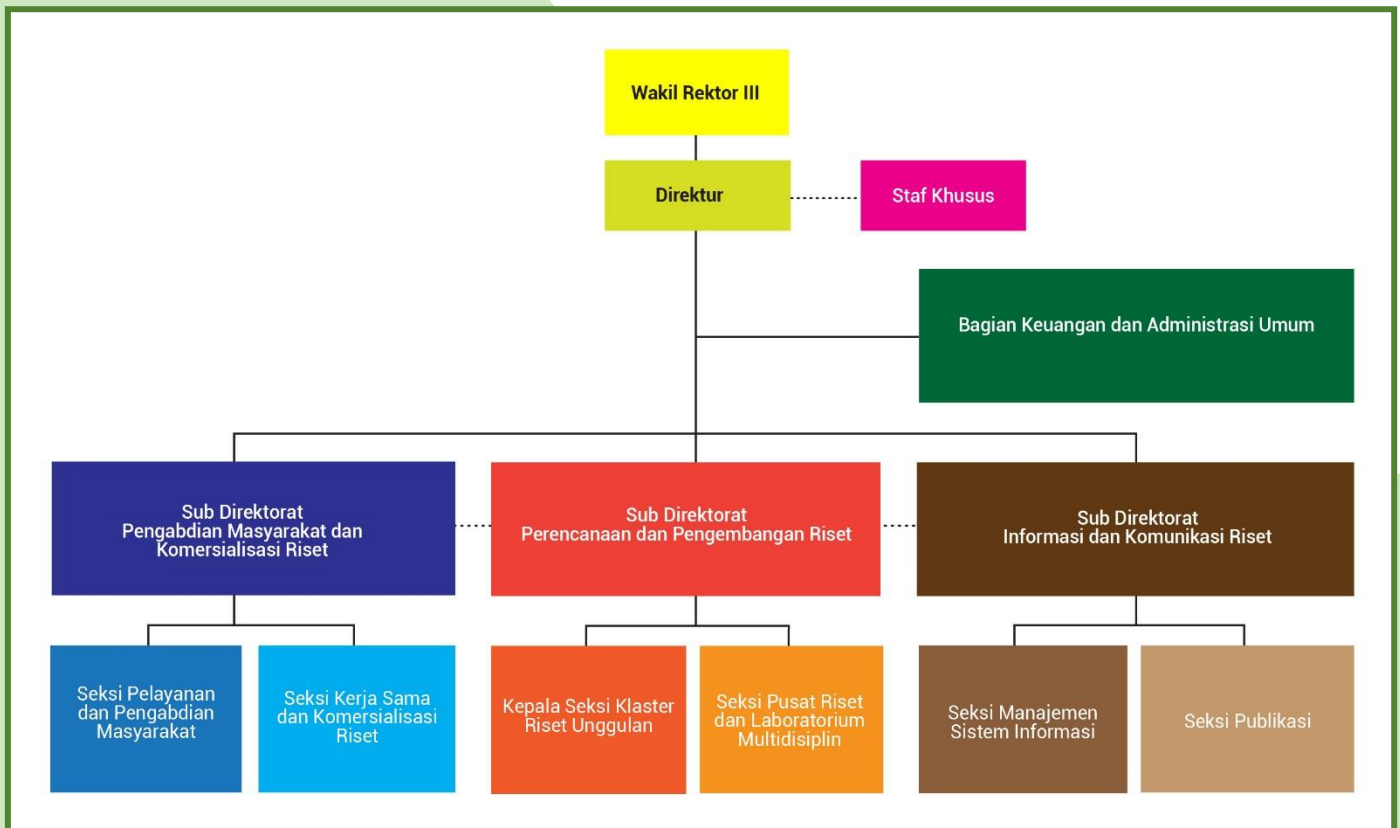 Wakil Rektor III
Direktur
Staf Khusus
Bagian Keuangan dan Administrasi Umum
Sub Direktorat
Pengabdian Masyarakat dan
Komersialisasi Riset
Sub Direktorat
Perencanaan dan Pengembangan Riset
Sub Direktorat
Informasi dan Komunikasi Riset
Seksi Pelayanan
dan Pengabdian
Masyarakat
Seksi Kerja Sama
dan Komersialisasi
Riset
Kepala Seksi Klaster
Riset Unggulan
Seksi Pusat Riset
dan Laboratorium
Multidisiplin
Seksi Manajemen
Sistem Informasi
Seksi Publikasi